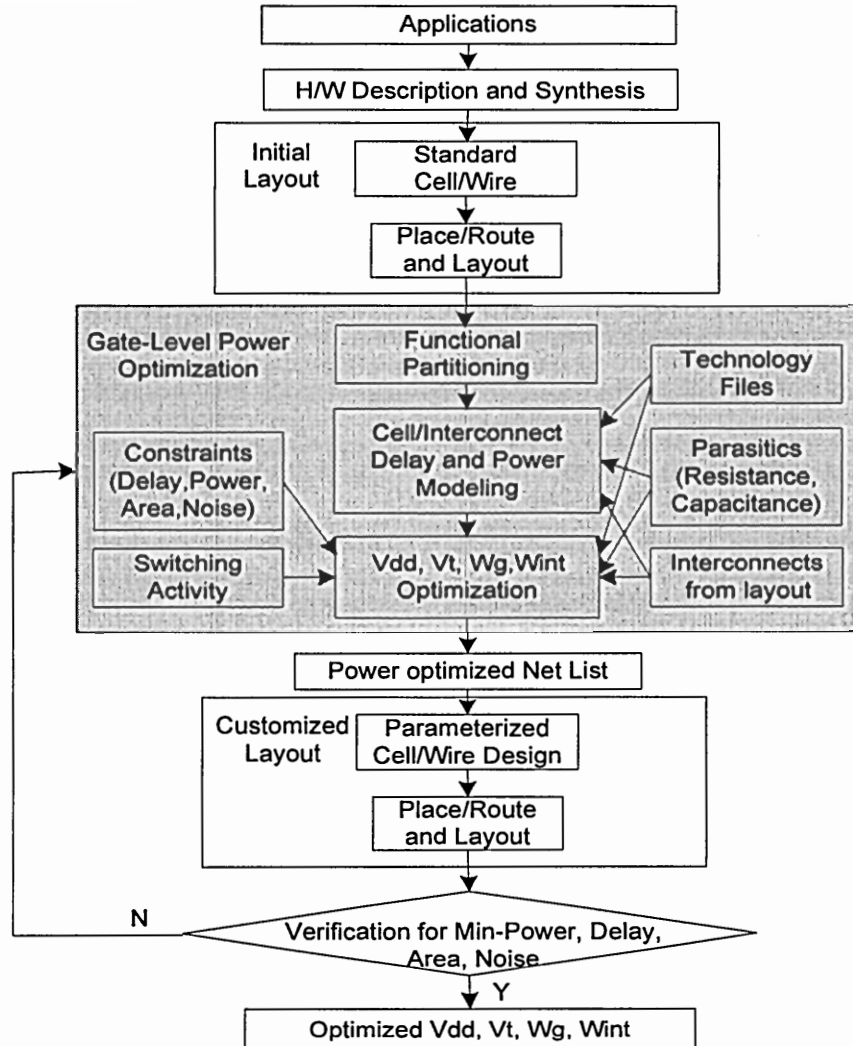 Applications
H/W Description and Synthesis
Initial
Layout
Standard
Cell/Wire
Place/Route
and Layout
Gate-Level Power
Optimization
Functional
Partitioning
Technology
Files
Cell/Interconnect
Delay and Power
Modeling
Constraints
(Delay,Power,
Area,Noise)
Parasitics
(Resistance,
Capacitance)
Switching
Activity
Vdd, Vt, Wg,Wint
Optimization
Interconnects
from layout
Power optimized Net List
Customized
Layout
Parameterized
Cell/Wire Design
Place/Route
and Layout
N
Verification for Min-Power, Delay,
Area, Noise
Y
Optimized Vdd, Vt, Wg, Wint